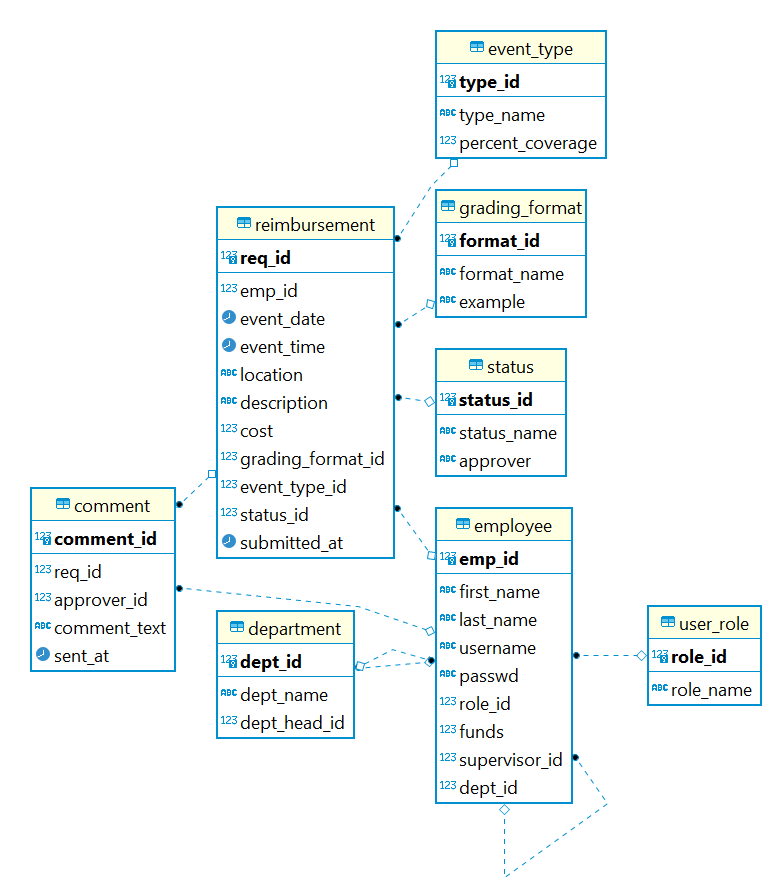 event_type
123 type_id
ABC type_name
123 percent_coverage
grading_format
123 format_id
ABC format_name
ABC example
reimbursement
123 req_id
123 emp_id
event_date
event_time
ABC location
ABC description
123 cost
123 grading_format_id
123 event_type_id
123 status_id
submitted_at
status
123 status_id
ABC status_name
ABC approver
comment
123 comment_id
123 req_id
123 approver_id
ABC comment_text
sent_at
employee
123 emp_id
ABC first_name
ABC last_name
ABC username
ABC passwd
123 role_id
123 funds
123 supervisor_id
123 dept_id
department
123 dept_id
ABC dept_name
123 dept_head_id
user_role
123 role_id
ABC role_name